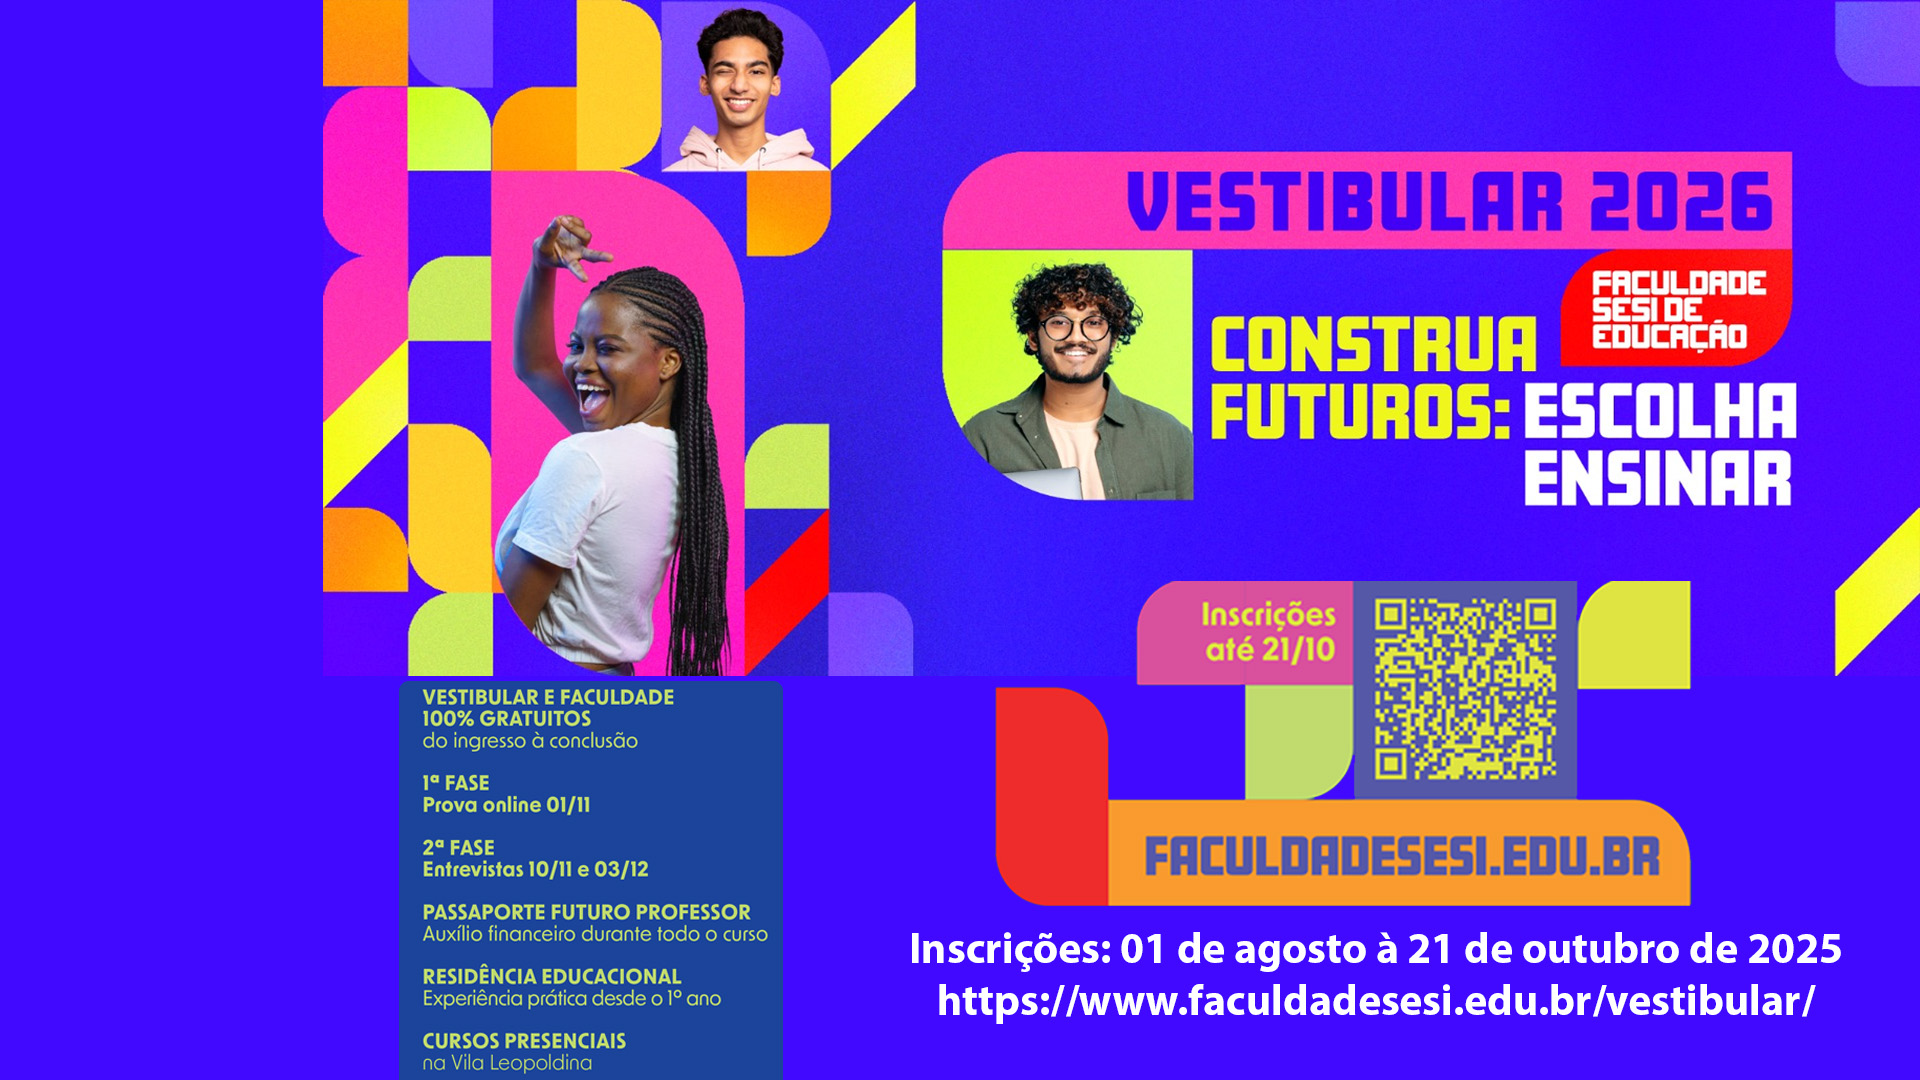 VESTIBULAR 2026
FACULDADE
SESI DE
EDUCAÇÃO
CONSTRUA
FUTUROS: ESCOLHA
ENSINAR
Inscrições
até 21/10
FACULDADESESI.EDU.BR
Inscrições: 01 de agosto à 21 de outubro de 2025
https://www.faculdadesesi.edu.br/vestibular/
VESTIBULAR E FACULDADE
100% GRATUITOS
do ingresso à conclusão
1ª FASE
Prova online 01/11
2ª FASE
Entrevistas 10/11 e 03/12
PASSAPORTE FUTURO PROFESSOR
Auxílio financeiro durante todo o curso
RESIDÊNCIA EDUCACIONAL
Experiência prática desde o 1º ano
CURSOS PRESENCIAIS
na Vila Leopoldina